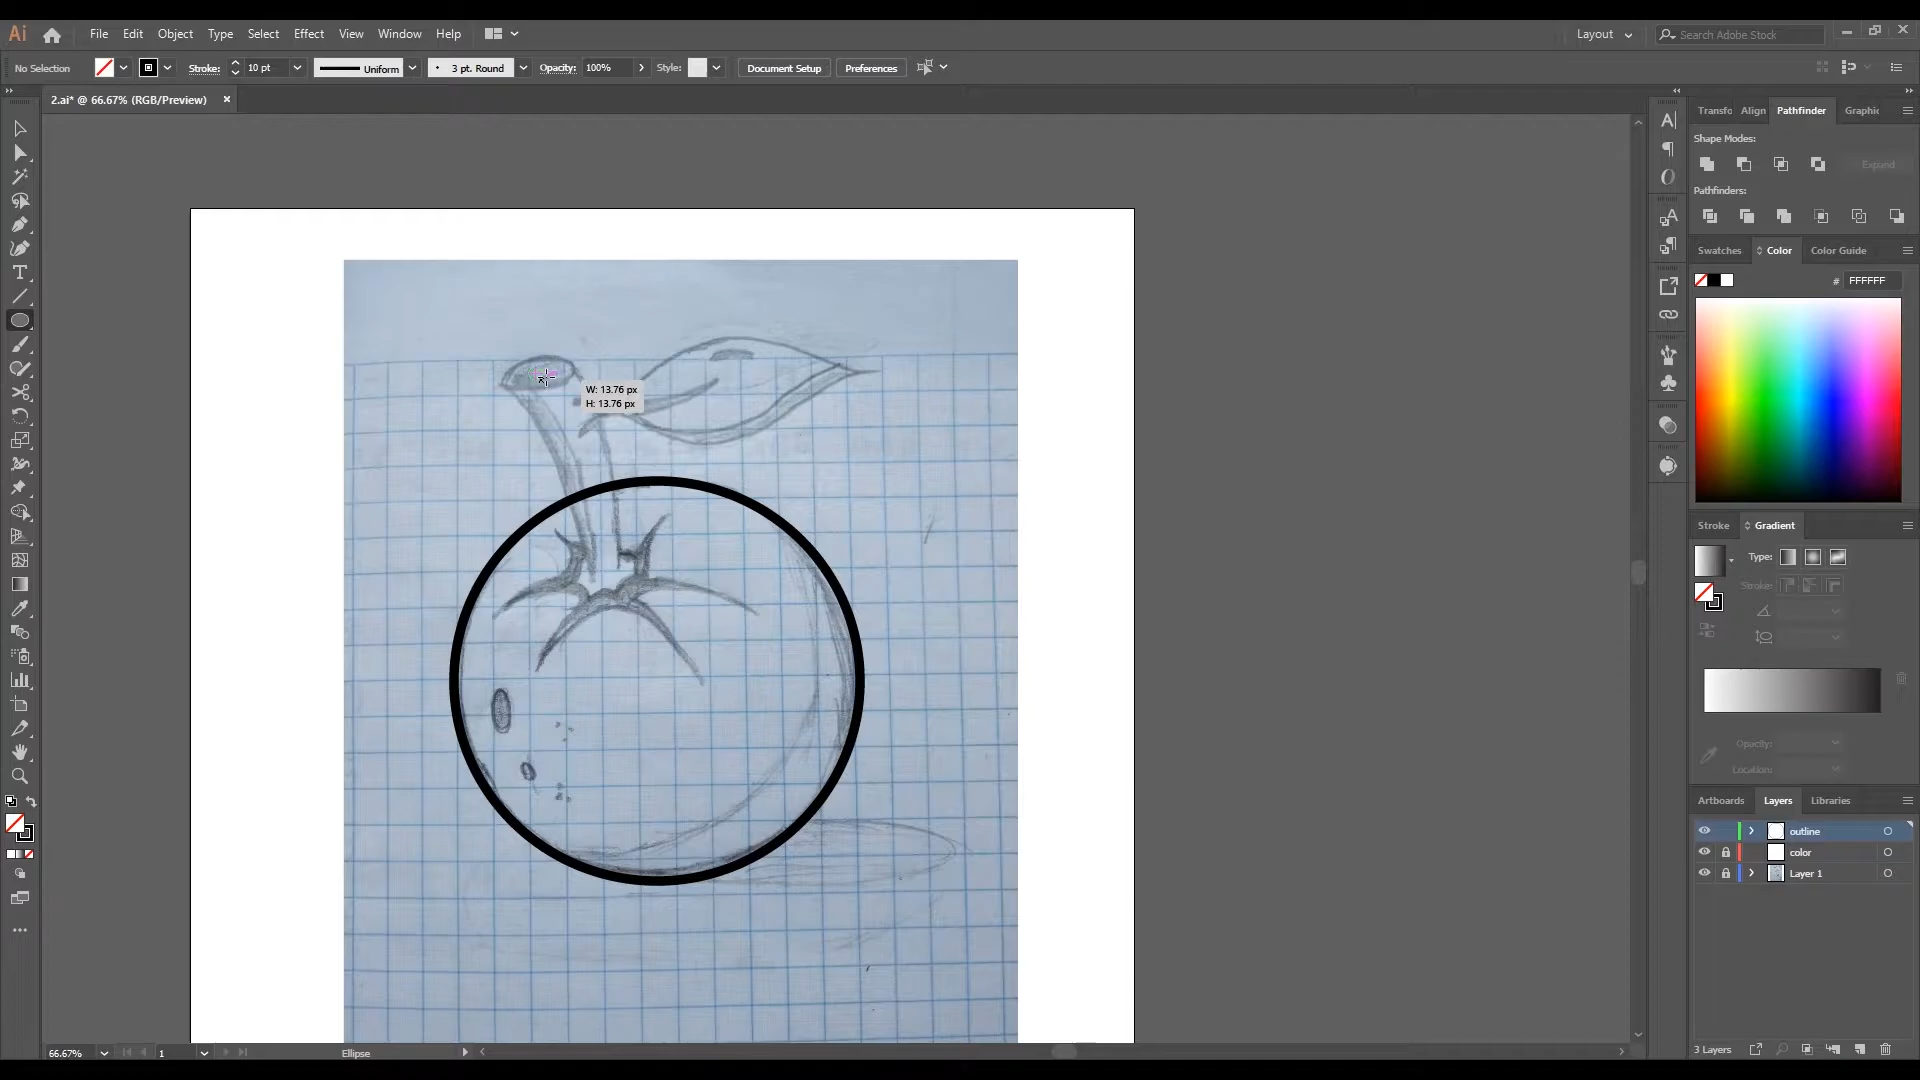 Ai File Edit Object Type Select Effect View Window Help Layout Search Adobe Stock
No Selection Stroke: 10 pt Uniform 3 pt. Round Opacity: 100% Style: Document Setup Preferences
2.ai* @ 66.67% (RGB/Preview)
Transfo Align Pathfinder Graphic
Shape Modes:
Expand
Pathfinders:
Swatches Color Color Guide
# FFFFFF
W: 13.76 px
H: 13.76 px
Stroke Gradient
Type:
Stroke:
Opacity:
Location:
Artboards Layers Libraries
outline
color
Layer 1
3 Layers
66.67% 1 Ellipse